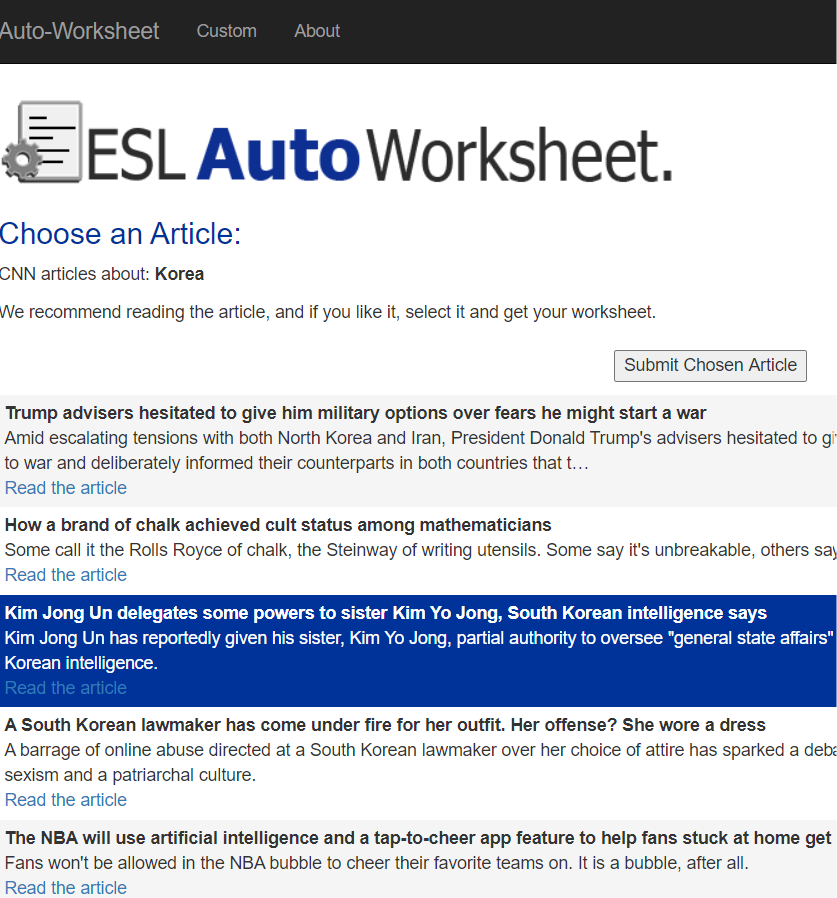 Auto-Worksheet Custom About
ESL Auto Worksheet.
Choose an Article:
CNN articles about: Korea
We recommend reading the article, and if you like it, select it and get your worksheet.
Submit Chosen Article
Trump advisers hesitated to give him military options over fears he might start a war
Amid escalating tensions with both North Korea and Iran, President Donald Trump's advisers hesitated to
to war and deliberately informed their counterparts in both countries that t…
Read the article
How a brand of chalk achieved cult status among mathematicians
Some call it the Rolls Royce of chalk, the Steinway of writing utensils. Some say it's unbreakable, others say
Read the article
Kim Jong Un delegates some powers to sister Kim Yo Jong, South Korean intelligence says
Kim Jong Un has reportedly given his sister, Kim Yo Jong, partial authority to oversee "general state affairs"
Korean intelligence.
Read the article
A South Korean lawmaker has come under fire for her outfit. Her offense? She wore a dress
A barrage of online abuse directed at a South Korean lawmaker over her choice of attire has sparked a
sexism and a patriarchal culture.
Read the article
The NBA will use artificial intelligence and a tap-to-cheer app feature to help fans stuck at home get
Fans won't be allowed in the NBA bubble to cheer their favorite teams on. It is a bubble, after all.
Read the article